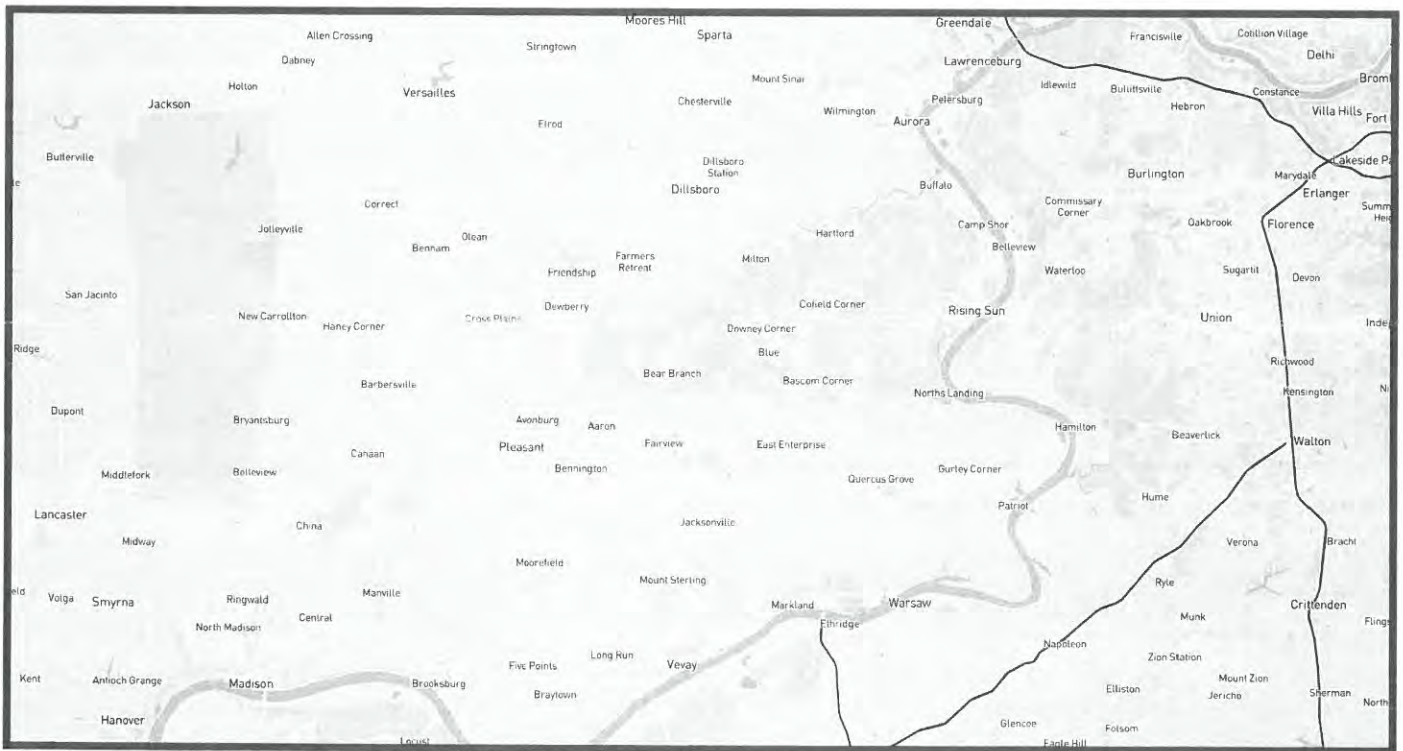 Moores Hill
Greendale
Allen Crossing
Sparta
Francisville
Cotillion Village
Stringtown
Delhi
Dabney
Lawrenceburg
Holton
Versailles
Mount Sinai
Idlewild
Bullittsville
Constance
Jackson
Chesterville
Wilmington
Petersburg
Hebron
Villa Hills
Fort
Elrod
Aurora
Butlerville
Dillsboro
Station
Burlington
Marydale
Dillsboro
Buffalo
Erlanger
Correct
Commissary
Corner
Jolleyville
Olean
Hartford
Camp Shor
Oakbrook
Florence
Benham
Farmers
Retreat
Milton
Belleview
Friendship
Waterloo
Sugartit
Devon
San Jacinto
Dewberry
Cofield Corner
Rising Sun
New Carrollton
Haney Corner
Cross Plains
Downey Corner
Union
Ridge
Blue
Richwood
Barbersville
Bear Branch
Bascom Corner
Norths Landing
Kensington
Dupont
Bryantsburg
Avonburg
Aaron
Hamilton
Beaverlick
Walton
Canaan
Pleasant
Fairview
East Enterprise
Middlefork
Belleview
Bennington
Quercus Grove
Gurley Corner
Hume
Patriot
Lancaster
China
Jacksonville
Midway
Verona
Bracht
Moorefield
Mount Sterling
Ryle
Volga
Smyrna
Ringwald
Manville
Markland
Warsaw
Crittenden
North Madison
Central
Ethridge
Munk
Napoleon
Five Points
Long Run
Vevay
Zion Station
Kent
Antioch Grange
Madison
Brooksburg
Braytown
Elliston
Mount Zion
Jericho
Sherman
North
Hanover
Glencoe
Folsom
Locust
Eagle Hill